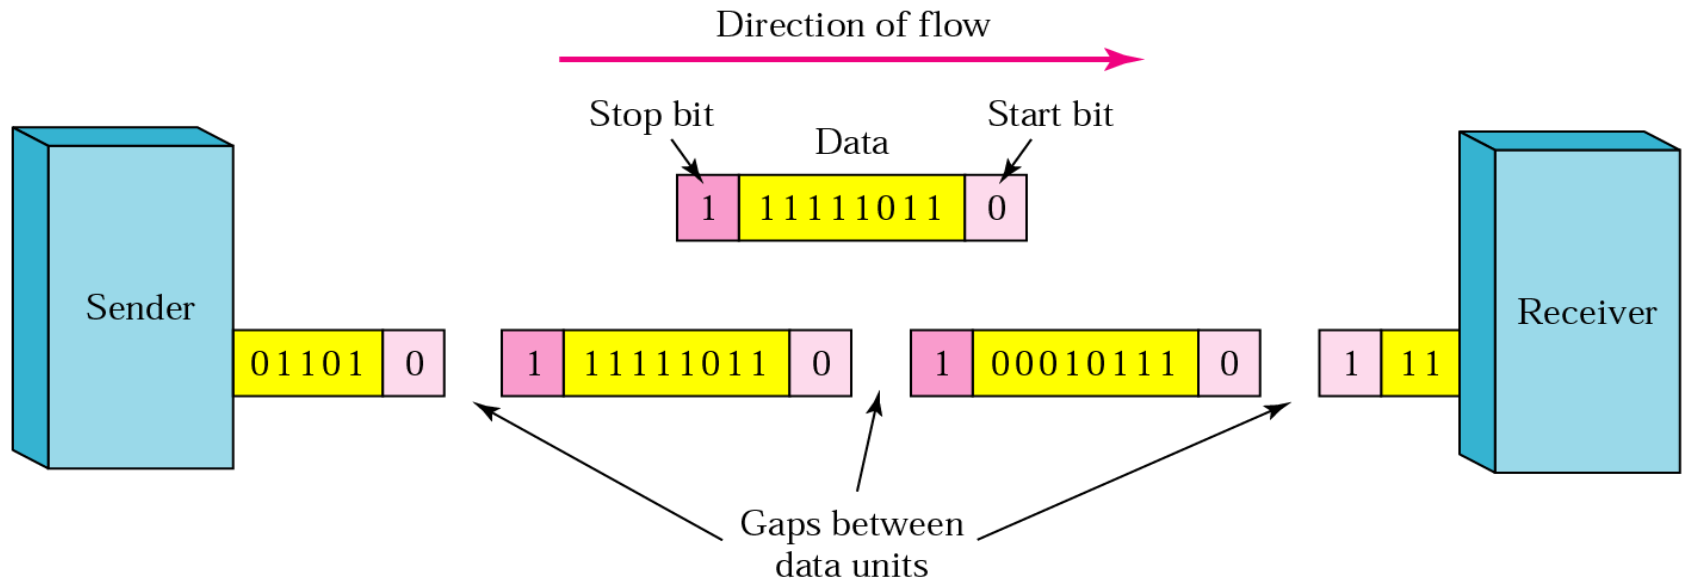 Direction of flow
Stop bit
Start bit
Data
1 11111011 0
Sender
Receiver
01101 0 1 11111011 0 1 00010111 0 1 11
Gaps between
data units